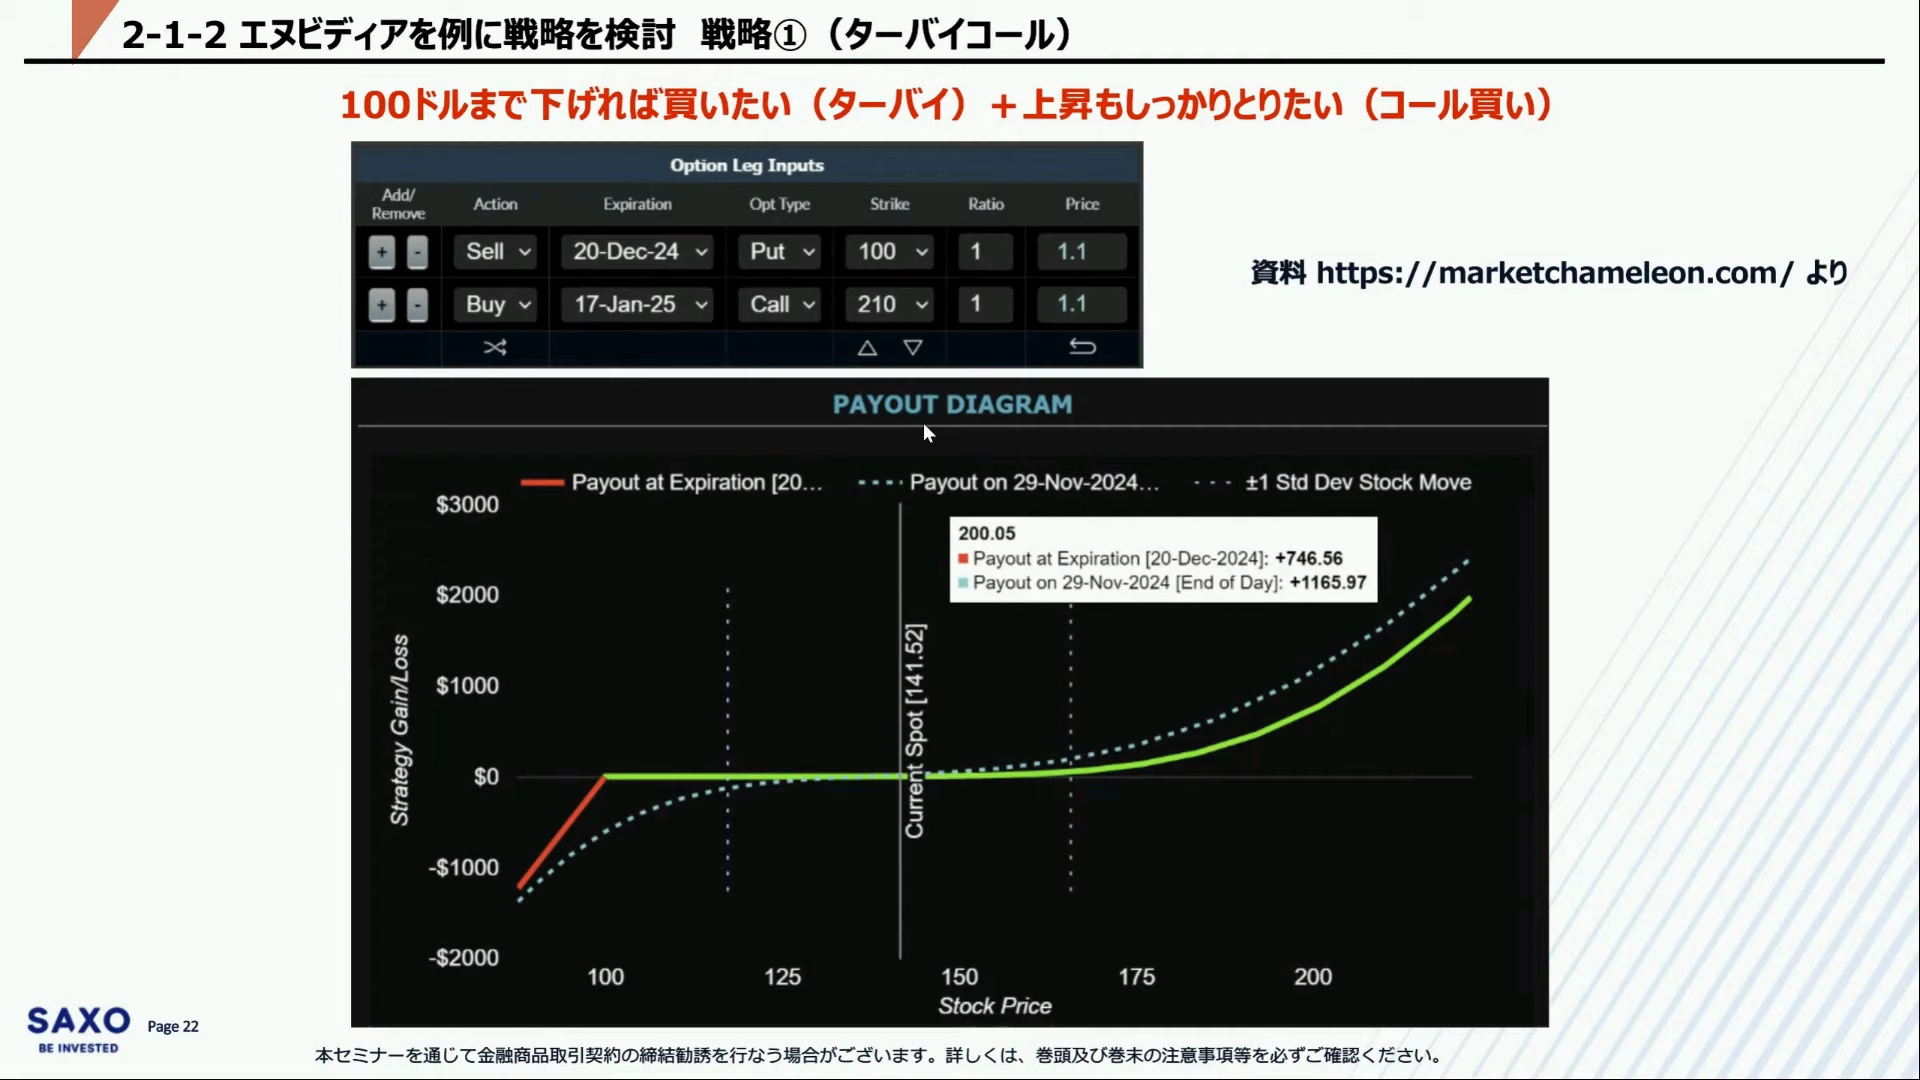 2-1-2 エヌビディアを例に戦略を検討　戦略①（ターバイコール）
100ドルまで下げれば買いたい（ターバイ）＋上昇もしっかりとりたい（コール買い）
Option Leg Inputs
Add/Remove Action Expiration Opt Type Strike Ratio Price
+ - Sell 20-Dec-24 Put 100 1 1.1
+ - Buy 17-Jan-25 Call 210 1 1.1
資料 https://marketchameleon.com/ より
PAYOUT DIAGRAM
Payout at Expiration [20... Payout on 29-Nov-2024... ±1 Std Dev Stock Move
200.05
Payout at Expiration [20-Dec-2024]: +746.56
Payout on 29-Nov-2024 [End of Day]: +1165.97
Strategy Gain/Loss
$3000
$2000
$1000
$0
-$1000
-$2000
Current Spot [141.52]
100 125 150 175 200
Stock Price
SAXO
BE INVESTED
Page 22
本セミナーを通じて金融商品取引契約の締結勧誘を行なう場合がございます。詳しくは、巻頭及び巻末の注意事項等を必ずご確認ください。